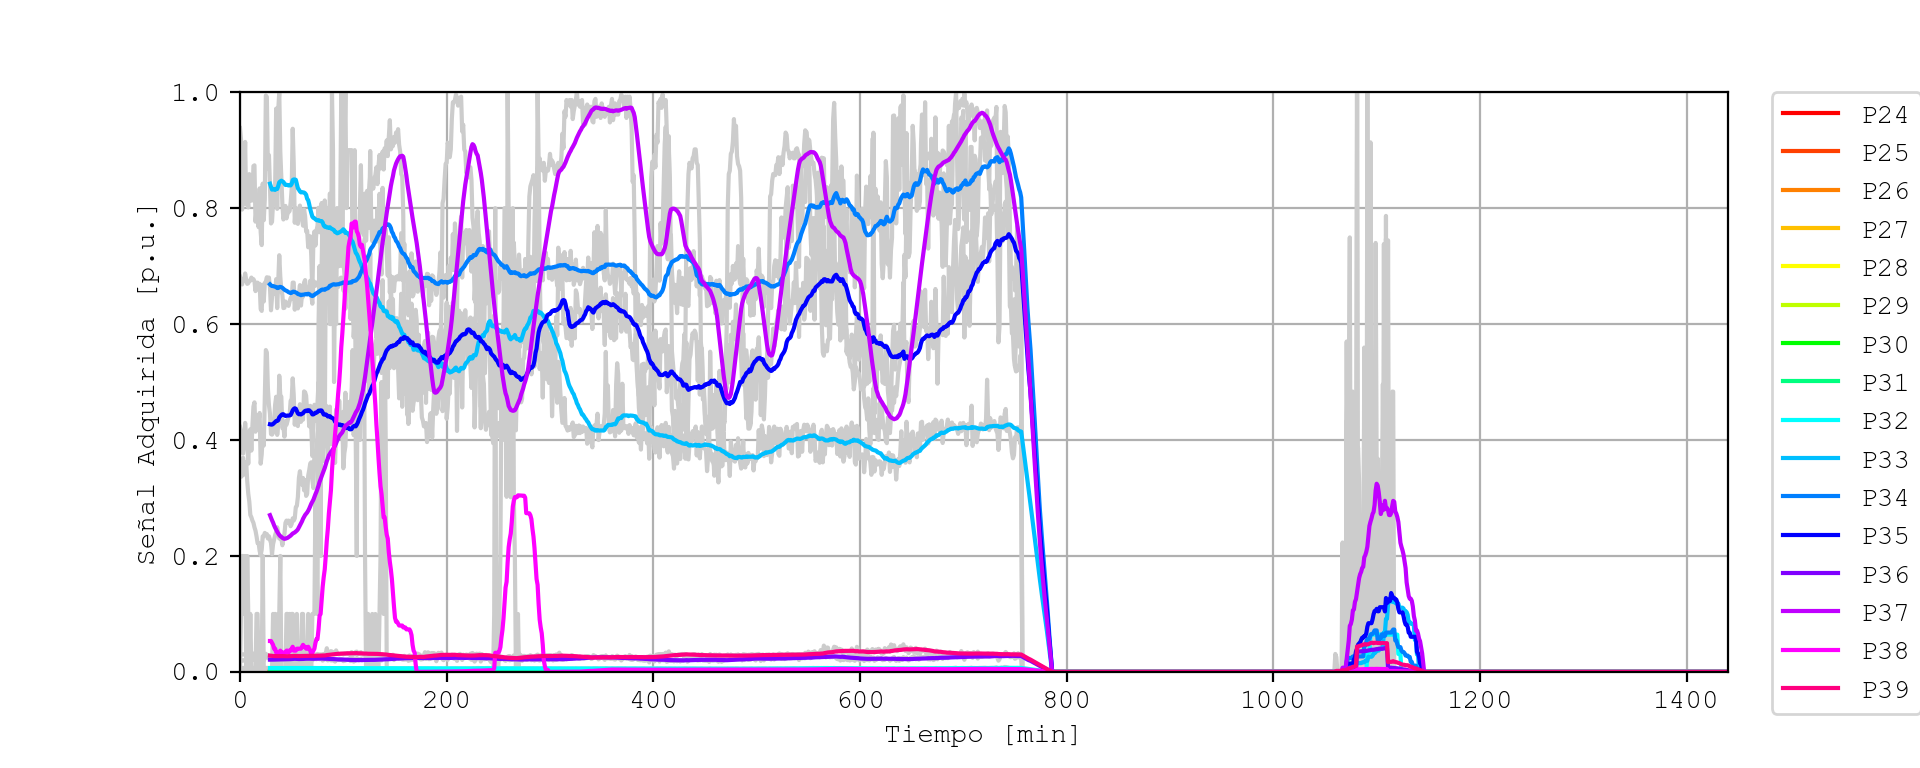 1.0
0.8
0.6
0.4
0.2
0.0
Señal Adquirida [p.u.]
0 200 400 600 800 1000 1200 1400
Tiempo [min]
P24
P25
P26
P27
P28
P29
P30
P31
P32
P33
P34
P35
P36
P37
P38
P39